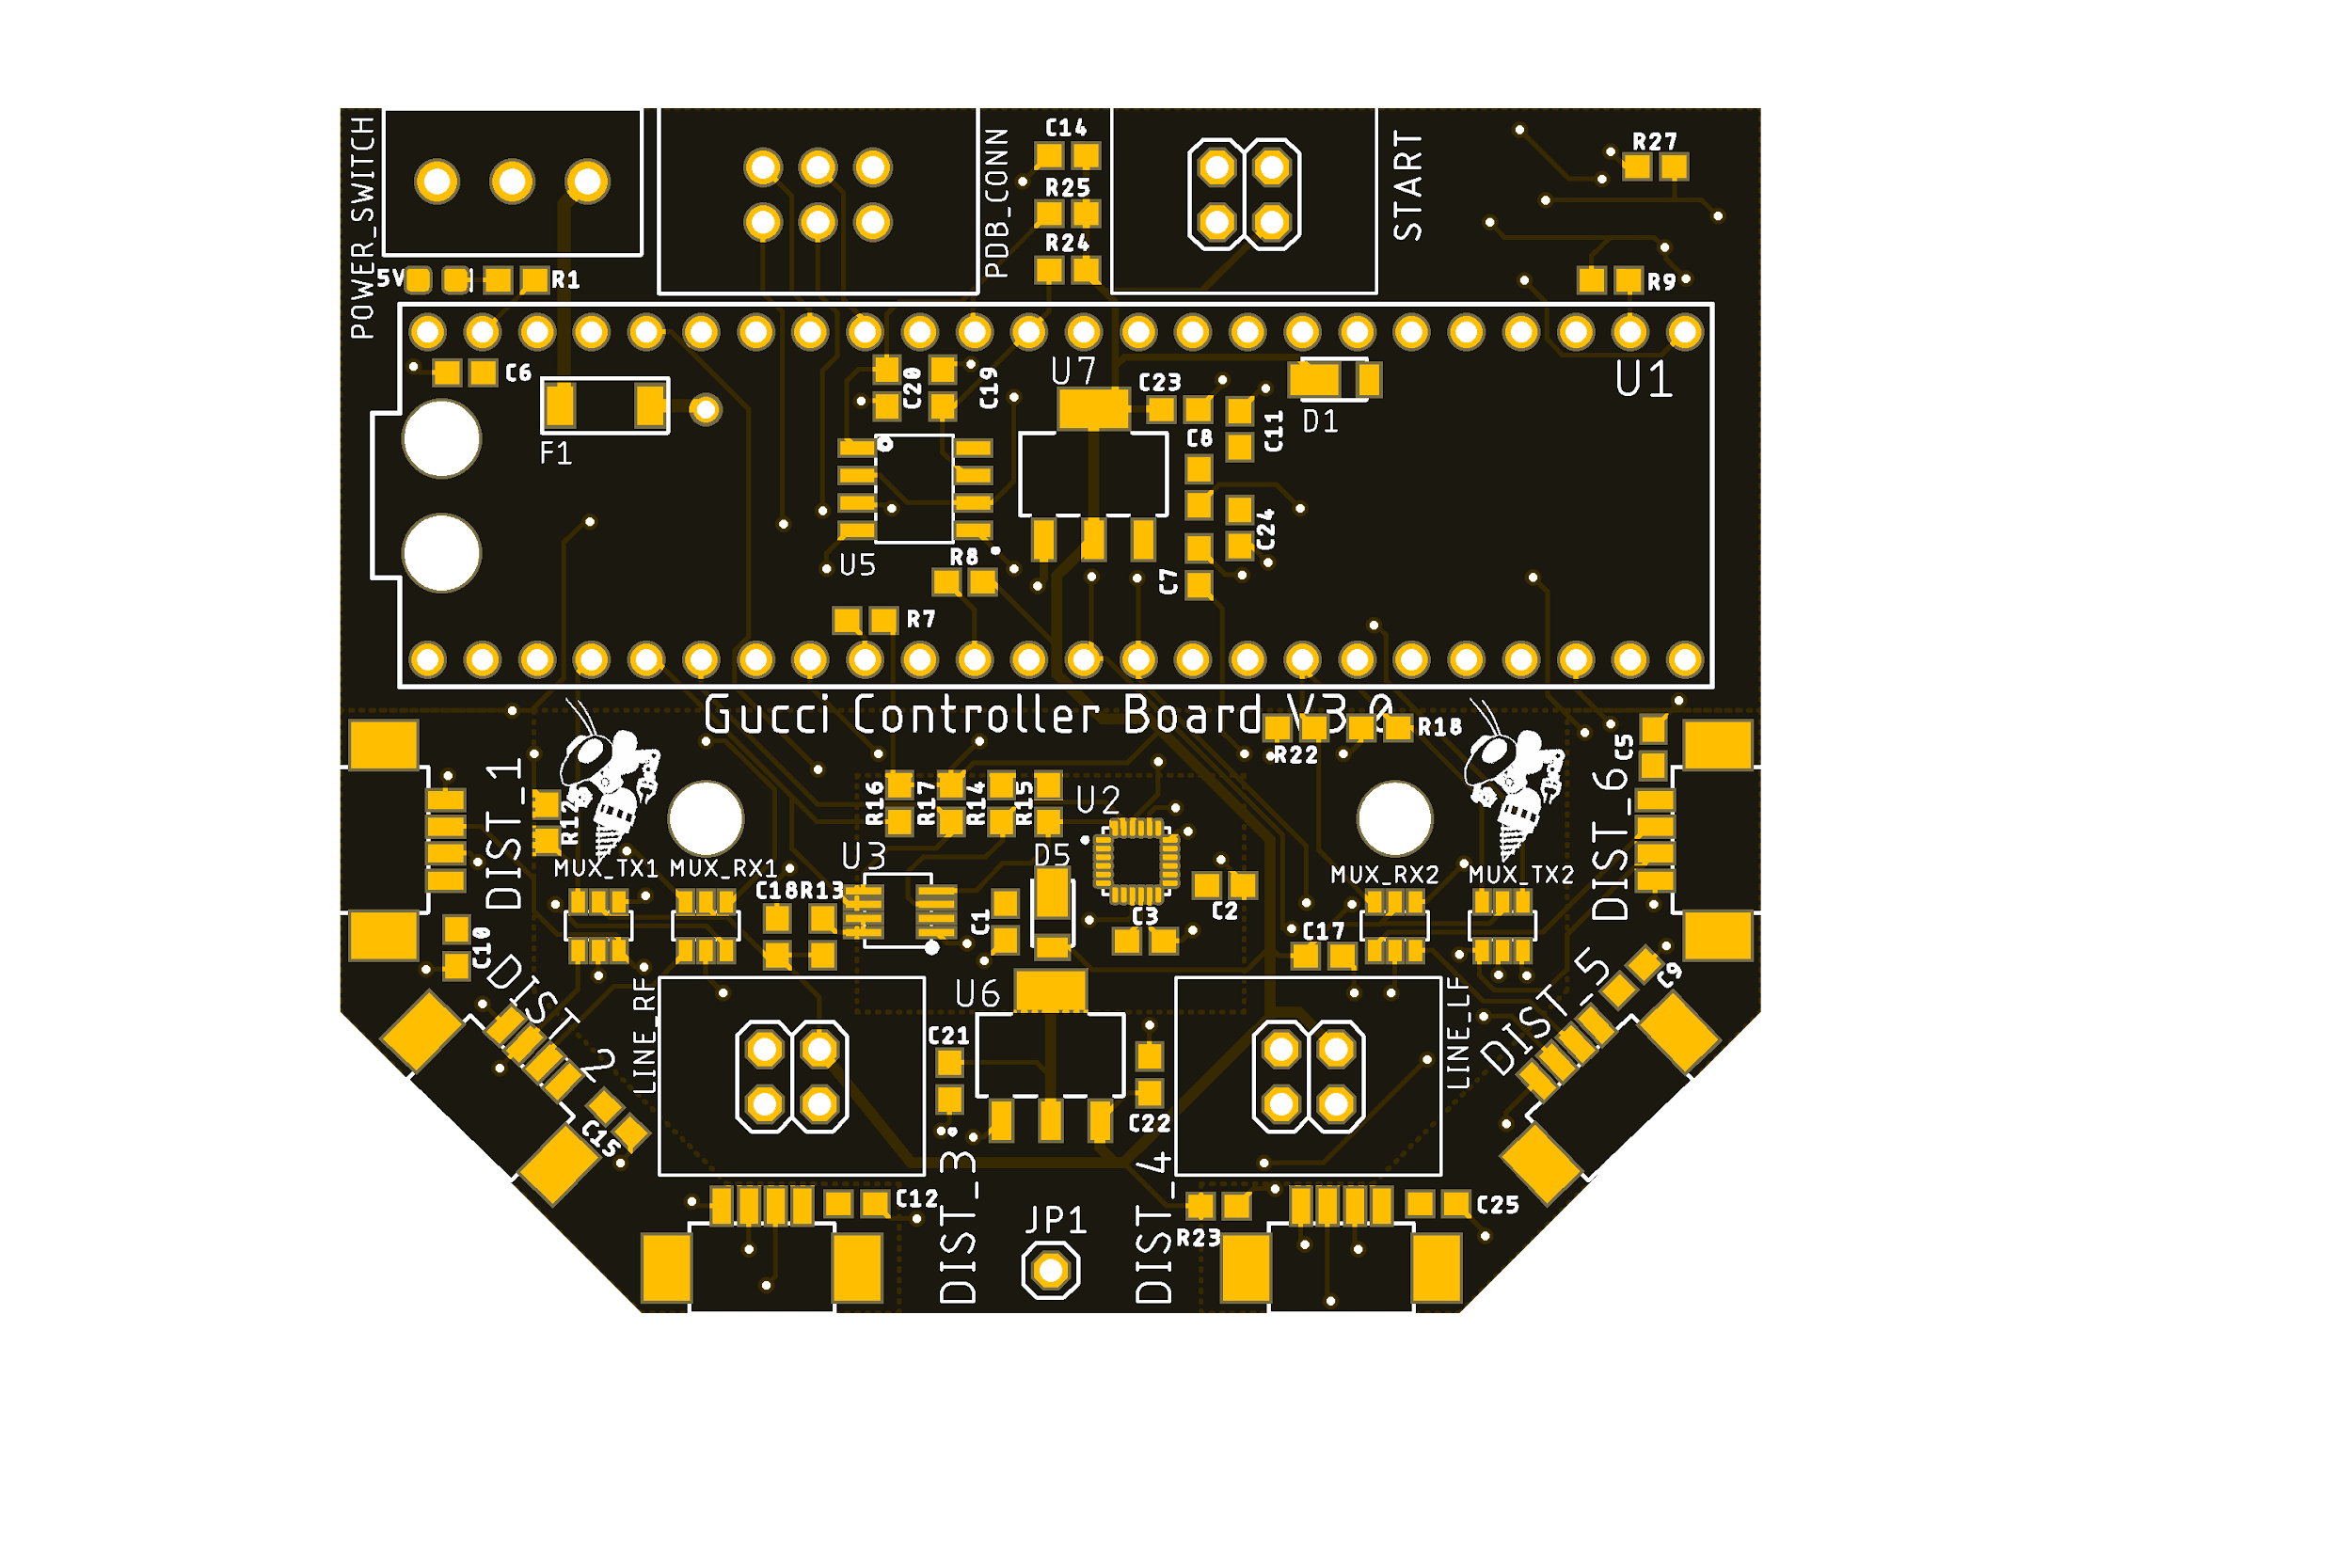 POWER_SWITCH
PDB_CONN
C14
R25
R24
START
R27
5V
R1
R9
C6
F1
C20
C19
U7
C23
C8
C11
D1
U1
U5
R8
C24
C7
R7
Gucci Controller Board V3.0
R22
R18
C5
DIST_1
R12
R16
R17
R14
R15
U2
DIST_6
MUX_TX1
MUX_RX1
U3
D5
MUX_RX2
MUX_TX2
C18
R13
C1
C3
C2
C17
C10
DIST_2
LINE_RF
U6
C21
C22
LINE_LF
DIST_5
C9
C15
C12
DIST_3
JP1
DIST_4
R23
C25